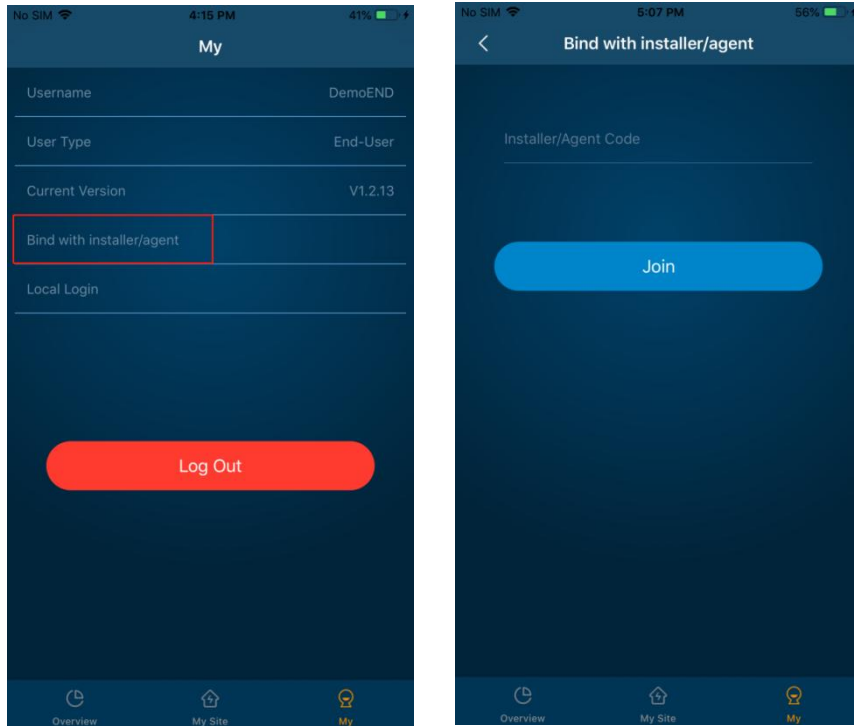 No SIM 4:15 PM 41%
My
Username DemoEND
User Type End-User
Current Version V1.2.13
Bind with installer/agent
Local Login
Log Out
Overview My Site My
No SIM 5:07 PM 56%
Bind with installer/agent
Installer/Agent Code
Join
Overview My Site My